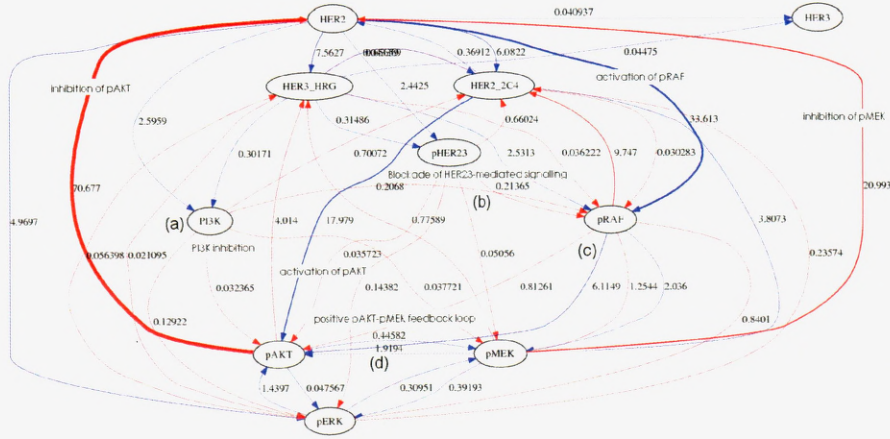 HER2
0.040937
HER3
7.5627
0.36912
6.0822
0.04475
HER3_HRG
HER2_2C4
activation of pRAF
inhibition of pAKT
2.4425
33.613
inhibition of pMEK
2.5959
0.31486
0.66024
0.30171
0.70072
pHER23
2.5313
0.036222
9.747
0.030283
Blockade of HER23-mediated signalling
20.993
4.9697
70.677
0.2068
0.21365
(a)
PI3K
4.014
17.979
(b)
pRAF
3.8073
0.77589
PI3K inhibition
(c)
0.056398
0.021095
0.035723
0.05056
0.23574
activation of pAKT
0.032365
0.14382
0.037721
0.81261
6.1149
1.2544
2.036
0.12922
positive pAKT-pMEK feedback loop
0.8401
0.44582
pAKT
1.9194
(d)
pMEK
1.4397
0.047567
0.30951
0.39193
pERK